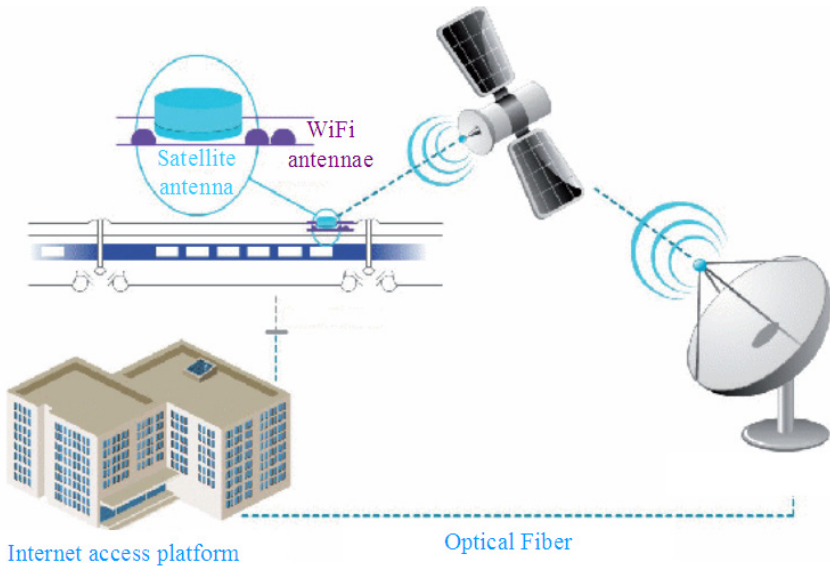 WiFi
antennae
Satellite
antenna
Internet access platform
Optical Fiber